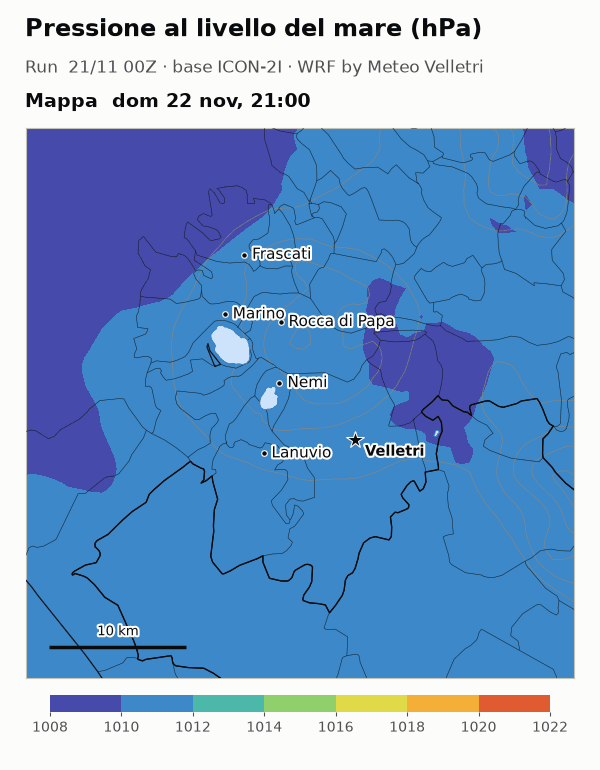 Pressione al livello del mare (hPa)
Run 21/11 00Z · base ICON-2I · WRF by Meteo Velletri
Mappa dom 22 nov, 21:00
Frascati
Marino
Rocca di Papa
Nemi
Velletri
Lanuvio
10 km
1008 1010 1012 1014 1016 1018 1020 1022